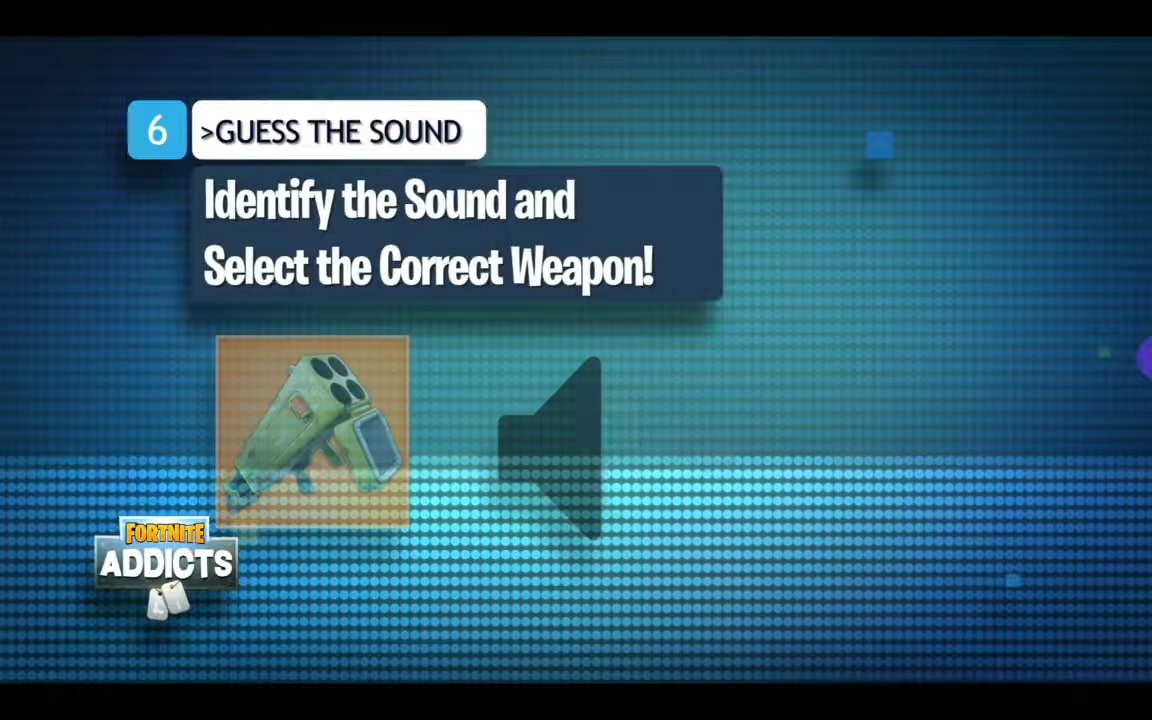 6
>GUESS THE SOUND
Identify the Sound and
Select the Correct Weapon!
FORTNITE
ADDICTS